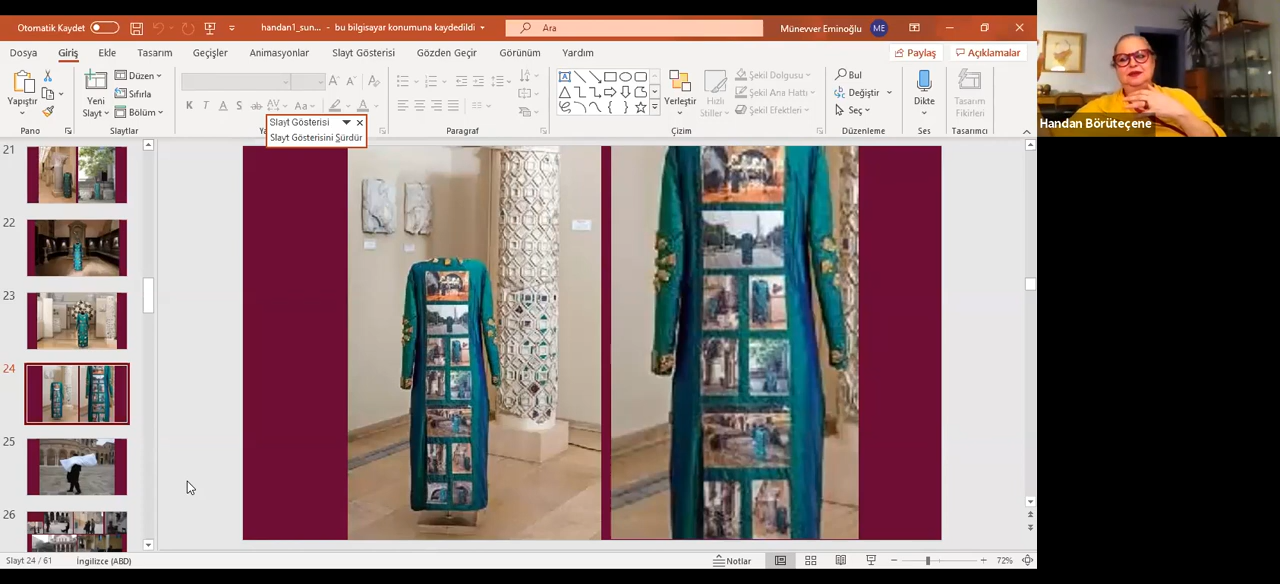 Otomatik Kaydet
handan1_sun... - bu bilgisayar konumuna kaydedildi
Ara
Münevver Eminoğlu ME
Dosya Giriş Ekle Tasarım Geçişler Animasyonlar Slayt Gösterisi Gözden Geçir Görünüm Yardım
Paylaş Açıklamalar
Yapıştır
Yeni Slayt
Düzen
Sıfırla
Bölüm
K T A S ab AV Aa A
Yerleştir
Hızlı Stiller
Şekil Dolgusu
Şekil Ana Hattı
Şekil Efektleri
Bul
Değiştir
Seç
Dikte
Tasarım Fikirleri
Pano Slaytlar Paragraf Çizim Düzenleme Ses Tasarımcı
Slayt Gösterisi
Slayt Gösterisini Sürdür
Handan Börüteçene
21
22
23
24
25
26
Slayt 24 / 61 İngilizce (ABD)
Notlar
72%